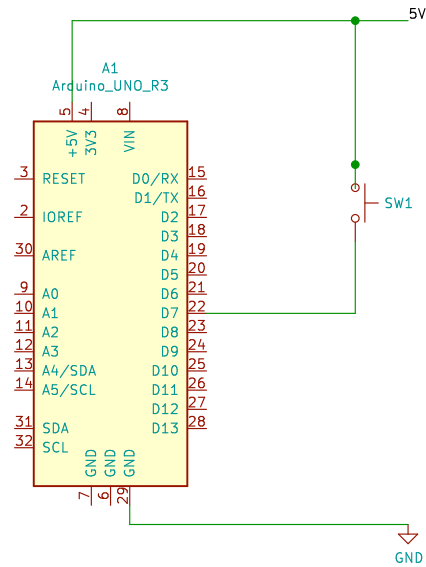 5V
A1
Arduino_UNO_R3
5 4 8
+5V 3V3 VIN
3 RESET D0/RX 15
D1/TX 16
2 IOREF D2 17
D3 18
30 AREF D4 19
D5 20
9 A0 D6 21
10 A1 D7 22
11 A2 D8 23
12 A3 D9 24
13 A4/SDA D10 25
14 A5/SCL D11 26
D12 27
31 SDA D13 28
32 SCL
GND GND GND
7 6 29
SW1
GND